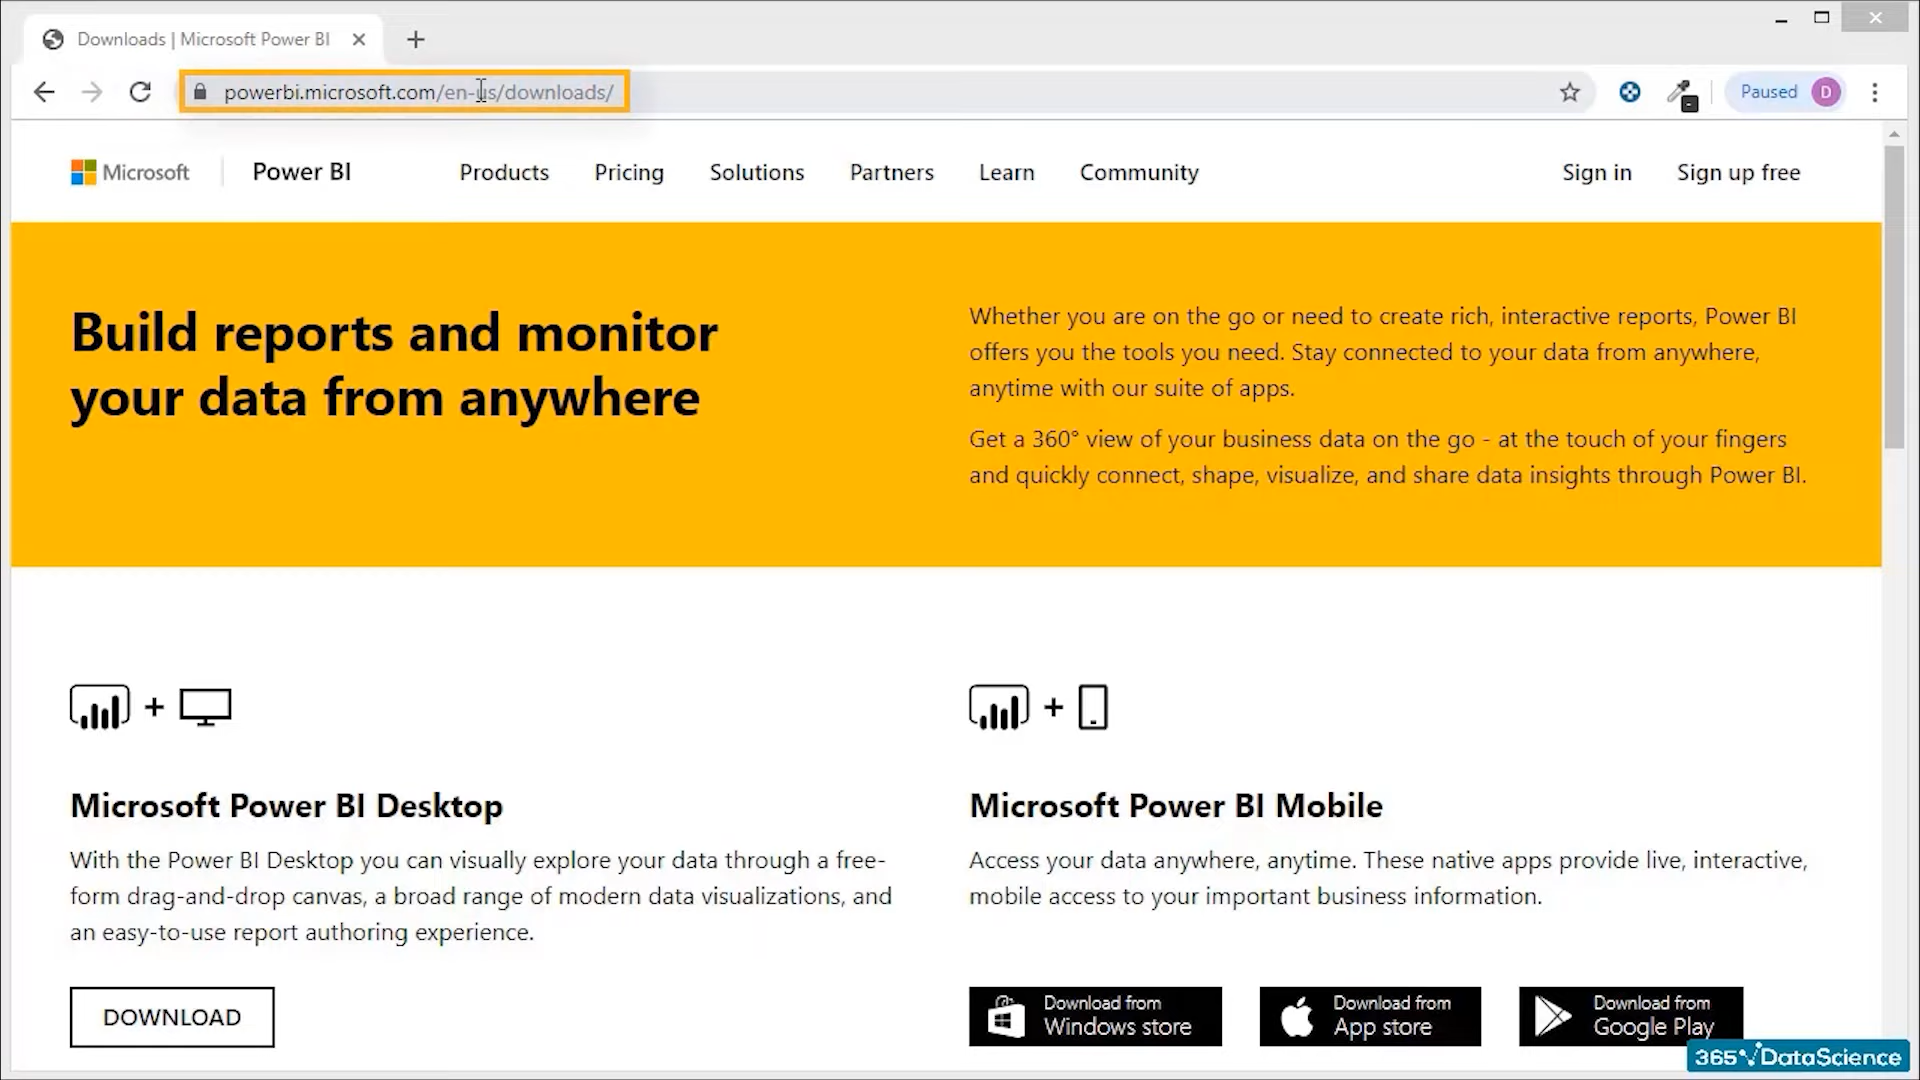 Downloads | Microsoft Power BI
powerbi.microsoft.com/en-us/downloads/
Paused
D
Microsoft
Power BI
Products
Pricing
Solutions
Partners
Learn
Community
Sign in
Sign up free
Build reports and monitor
your data from anywhere
Whether you are on the go or need to create rich, interactive reports, Power BI
offers you the tools you need. Stay connected to your data from anywhere,
anytime with our suite of apps.
Get a 360° view of your business data on the go - at the touch of your fingers
and quickly connect, shape, visualize, and share data insights through Power BI.
Microsoft Power BI Desktop
With the Power BI Desktop you can visually explore your data through a free-
form drag-and-drop canvas, a broad range of modern data visualizations, and
an easy-to-use report authoring experience.
DOWNLOAD
Microsoft Power BI Mobile
Access your data anywhere, anytime. These native apps provide live, interactive,
mobile access to your important business information.
Download from
Windows store
Download from
App store
Download from
Google Play
365 DataScience